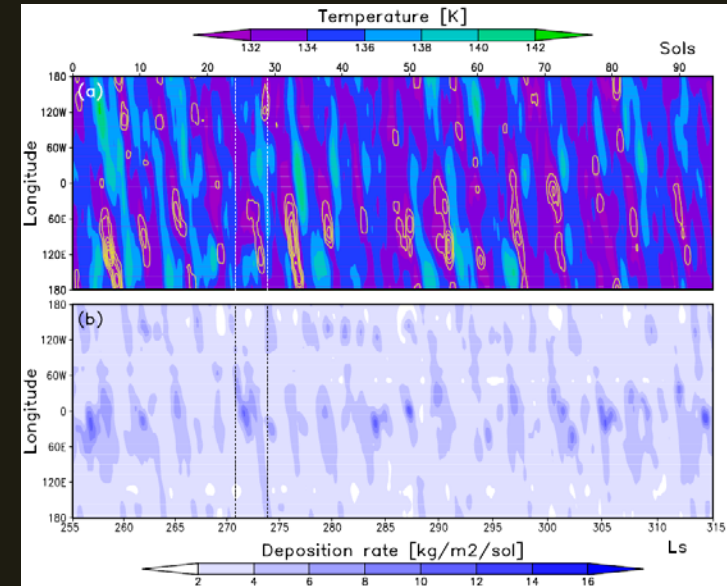 Temperature [K]
132 134 136 138 140 142
Sols
0 10 20 30 40 50 60 70 80 90
(a)
Longitude
180
120W
60W
0
60E
120E
180
(b)
Longitude
180
120W
60W
0
60E
120E
180
255 260 265 270 275 280 285 290 295 300 305 310 315
Ls
Deposition rate [kg/m2/sol]
2 4 6 8 10 12 14 16